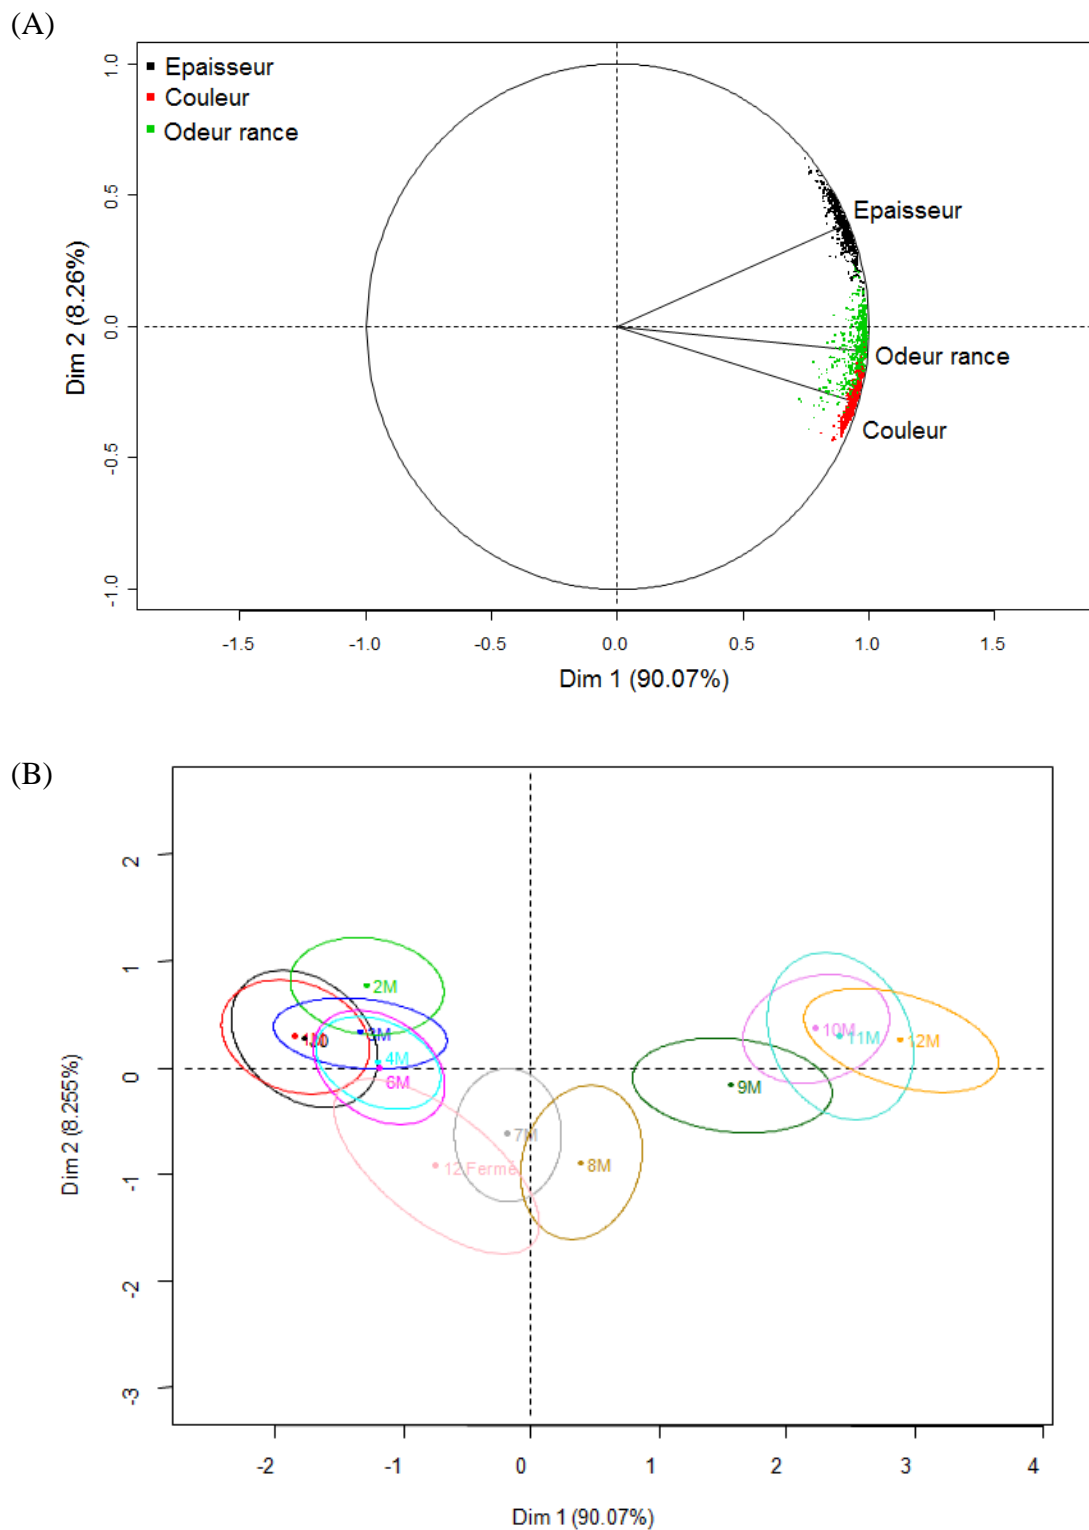 (A)
Epaisseur
Couleur
Odeur rance
1.0
0.5
0.0
-0.5
-1.0
Dim 2 (8.26%)
Epaisseur
Odeur rance
Couleur
-1.5 -1.0 -0.5 0.0 0.5 1.0 1.5
Dim 1 (90.07%)
(B)
2
1
0
-1
-2
-3
Dim 2 (8.255%)
2M
3M
4M
6M
7M
12 Fermé
8M
9M
10M
11M
12M
-2 -1 0 1 2 3 4
Dim 1 (90.07%)